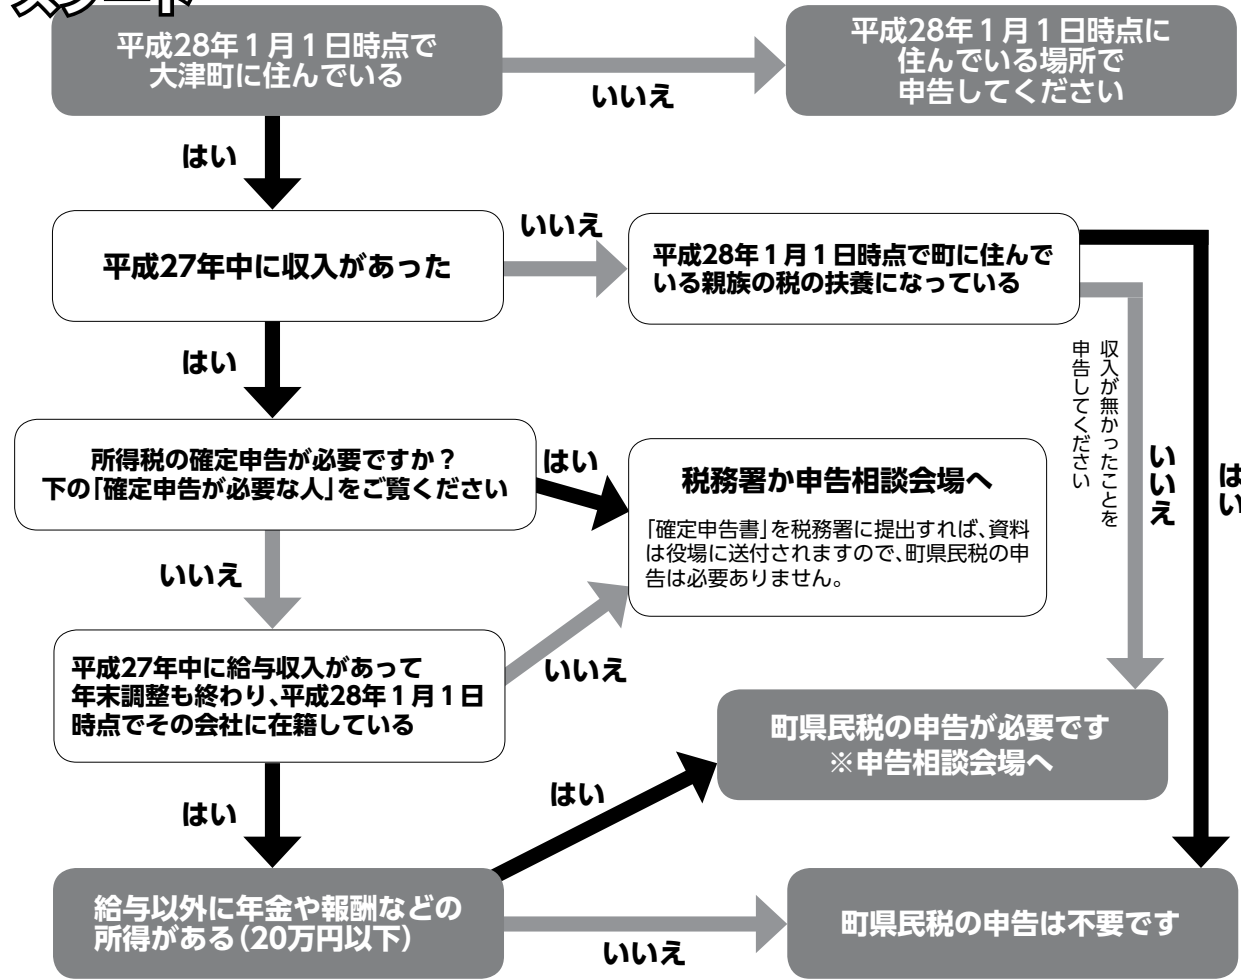 スタート
平成28年1月1日時点で
大津町に住んでいる
いいえ
平成28年1月1日時点に
住んでいる場所で
申告してください
はい
平成27年中に収入があった
いいえ
平成28年1月1日時点で町に住んで
いる親族の税の扶養になっている
はい
収入が無かったことを
申告してください
いいえ
はい
所得税の確定申告が必要ですか？
下の「確定申告が必要な人」をご覧ください
はい
税務署か申告相談会場へ
「確定申告書」を税務署に提出すれば、資料
は役場に送付されますので、町県民税の申
告は必要ありません。
いいえ
平成27年中に給与収入があって
年末調整も終わり、平成28年1月1日
時点でその会社に在籍している
いいえ
町県民税の申告が必要です
※申告相談会場へ
はい
はい
給与以外に年金や報酬などの
所得がある（20万円以下）
いいえ
町県民税の申告は不要です